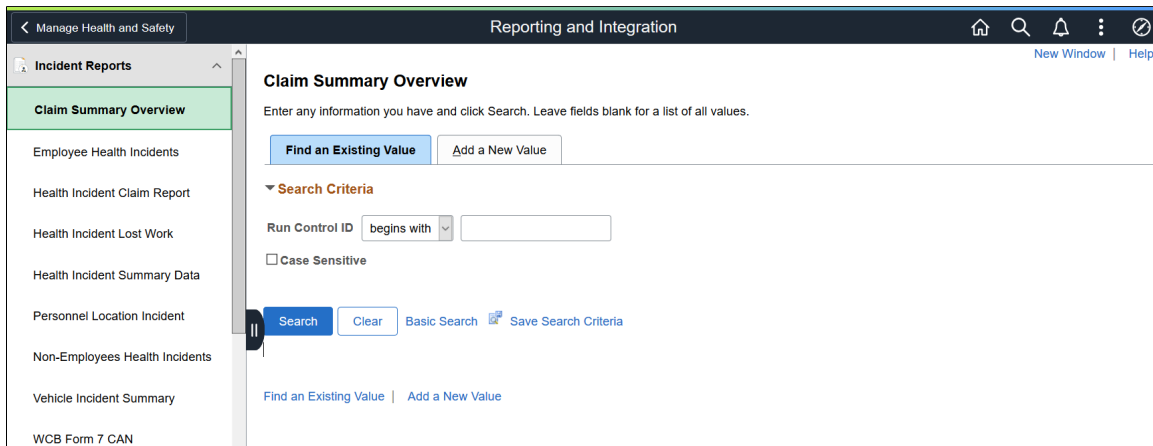 Manage Health and Safety
Reporting and Integration
New Window | Help
Incident Reports
Claim Summary Overview
Employee Health Incidents
Health Incident Claim Report
Health Incident Lost Work
Health Incident Summary Data
Personnel Location Incident
Non-Employees Health Incidents
Vehicle Incident Summary
WCB Form 7 CAN
Claim Summary Overview
Enter any information you have and click Search. Leave fields blank for a list of all values.
Find an Existing Value Add a New Value
Search Criteria
Run Control ID begins with
Case Sensitive
Search Clear Basic Search Save Search Criteria
Find an Existing Value | Add a New Value